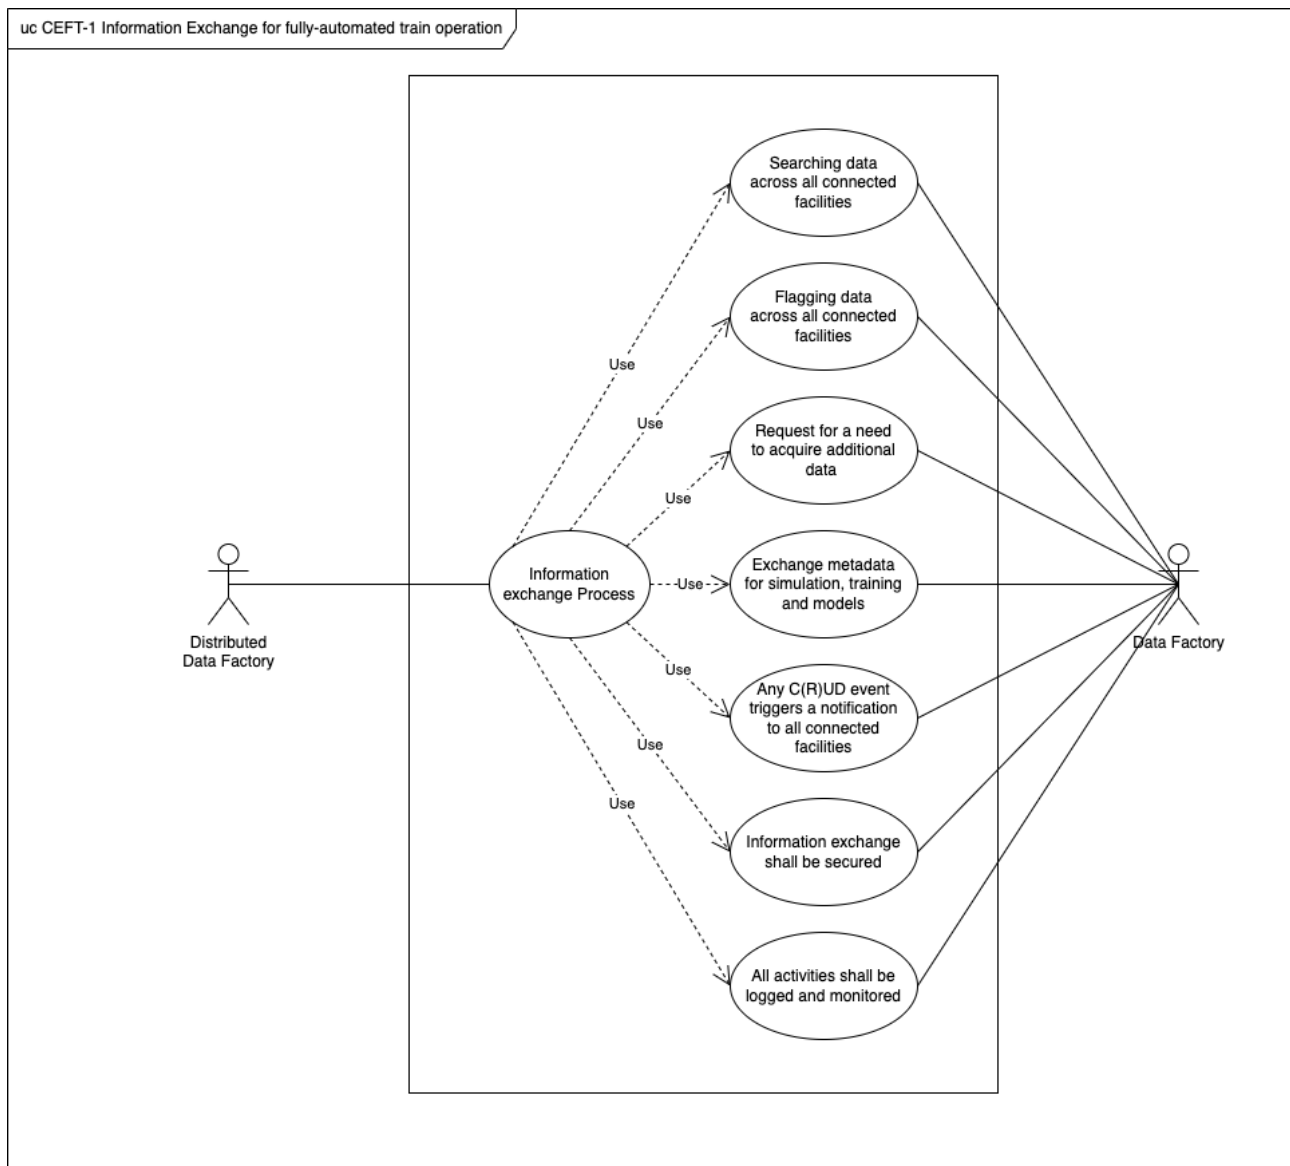 uc CEFT-1 Information Exchange for fully-automated train operation
Searching data
across all connected
facilities
Flagging data
across all connected
facilities
Use
Use
Request for a need
to acquire additional
data
Use
Information
exchange Process
Use
Exchange metadata
for simulation, training
and models
Distributed
Data Factory
Data Factory
Use
Any C(R)UD event
triggers a notification
to all connected
facilities
Use
Use
Information exchange
shall be secured
All activities shall be
logged and monitored